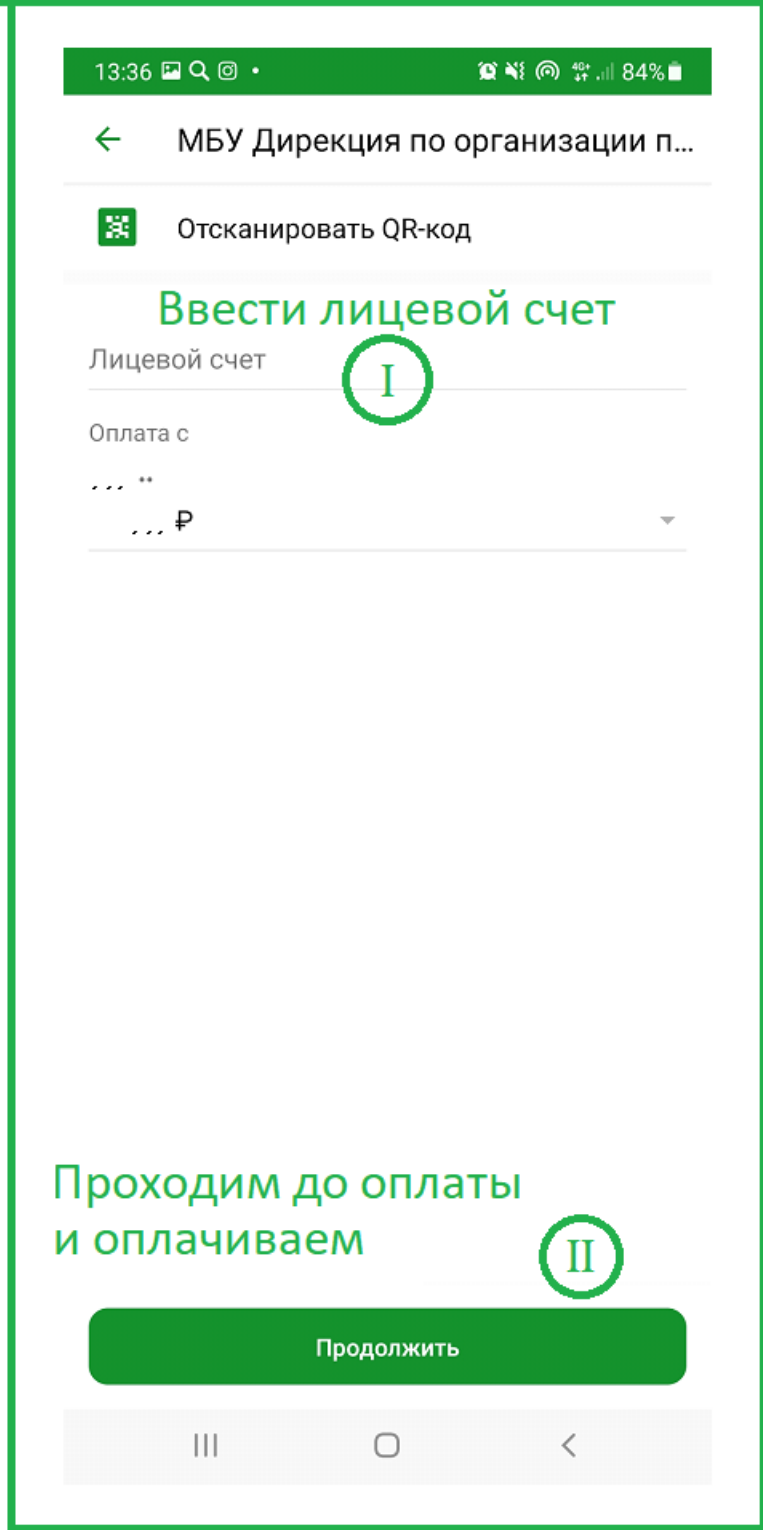 13:36
4G+ 84%
МБУ Дирекция по организации п...
Отсканировать QR-код
Ввести лицевой счет
Лицевой счет
I
Оплата с
₽
Проходим до оплаты
и оплачиваем
II
Продолжить